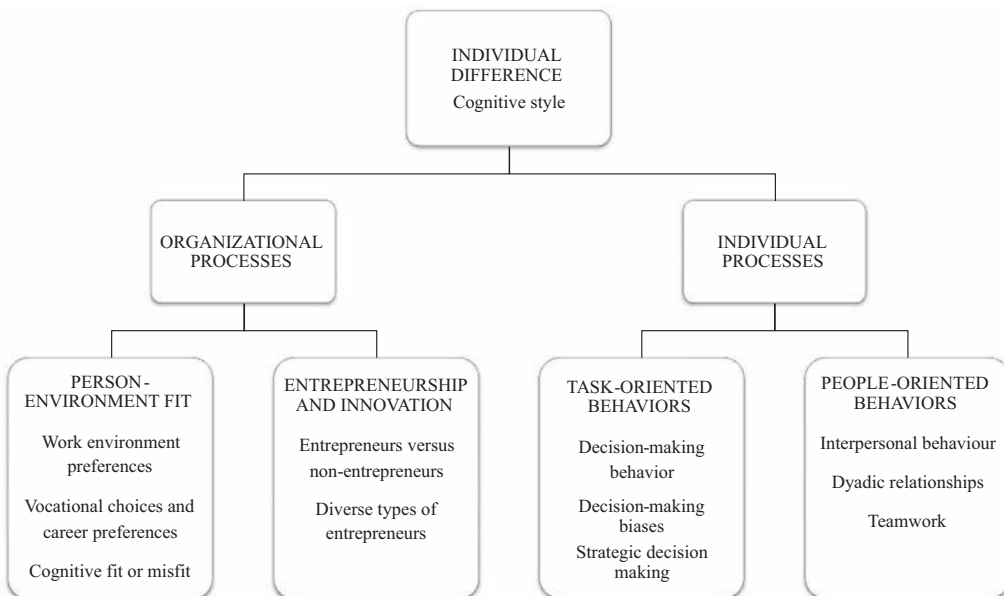 INDIVIDUAL
DIFFERENCE
Cognitive style
ORGANIZATIONAL
PROCESSES
INDIVIDUAL
PROCESSES
PERSON-
ENVIRONMENT FIT
Work environment
preferences
Vocational choices and
career preferences
Cognitive fit or misfit
ENTREPRENEURSHIP
AND INNOVATION
Entrepreneurs versus
non-entrepreneurs
Diverse types of
entrepreneurs
TASK-ORIENTED
BEHAVIORS
Decision-making
behavior
Decision-making
biases
Strategic decision
making
PEOPLE-ORIENTED
BEHAVIORS
Interpersonal behaviour
Dyadic relationships
Teamwork